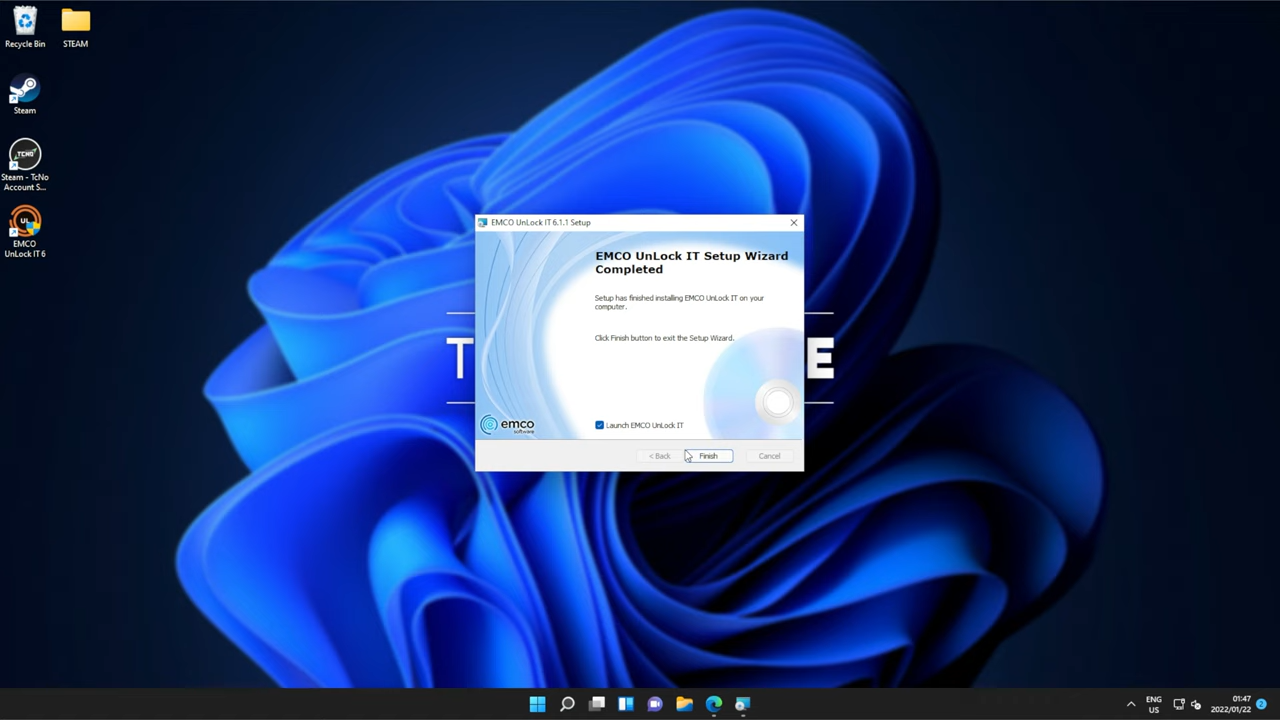 Recycle Bin
STEAM
Steam
TCNO
Steam - TcNo
Account S...
UL
EMCO
UnLock IT 6
EMCO UnLock IT 6.1.1 Setup
EMCO UnLock IT Setup Wizard
Completed
Setup has finished installing EMCO UnLock IT on your
computer.
Click Finish button to exit the Setup Wizard.
T
E
emco
software
Launch EMCO UnLock IT
< Back
Finish
Cancel
ENG
US
01:47
2022/01/22
2